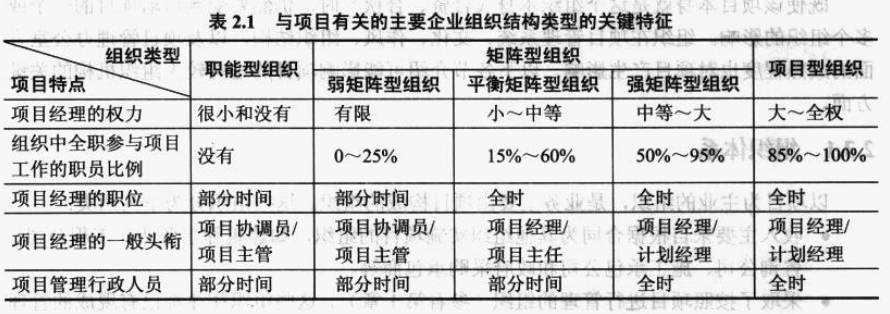 表 2.1 与项目有关的主要企业组织结构类型的关键特征
组织类型 职能型组织 矩阵型组织 项目型组织
项目特点 弱矩阵型组织 平衡矩阵型组织 强矩阵型组织
项目经理的权力 很小和没有 有限 小～中等 中等～大 大～全权
组织中全职参与项目
工作的职员比例 没有 0～25% 15%～60% 50%～95% 85%～100%
项目经理的职位 部分时间 部分时间 全时 全时 全时
项目经理的一般头衔 项目协调员/ 项目协调员/ 项目经理/ 项目经理/ 项目经理/
项目主管 项目主管 项目主任 计划经理 计划经理
项目管理行政人员 部分时间 部分时间 部分时间 全时 全时